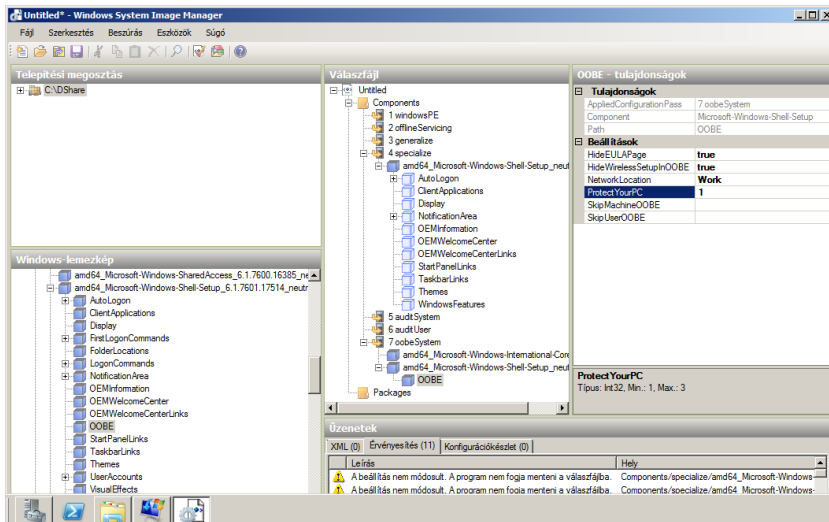 Untitled* - Windows System Image Manager
Fájl Szerkesztés Beszúrás Eszközök Súgó
Telepítési megosztás
C:\DShare
Windows-lemezkép
amd64_Microsoft-Windows-SharedAccess_6.1.7600.16385_ne
amd64_Microsoft-Windows-Shell-Setup_6.1.7601.17514_neutr
AutoLogon
ClientApplications
Display
FirstLogonCommands
FolderLocations
LogonCommands
NotificationArea
OEMInformation
OEMWelcomeCenter
OEMWelcomeCenterLinks
OOBE
StartPanelLinks
TaskbarLinks
Themes
UserAccounts
VisualEffects
Válaszfájl
Untitled
Components
1 windowsPE
2 offlineServicing
3 generalize
4 specialize
amd64_Microsoft-Windows-Shell-Setup_neut
AutoLogon
ClientApplications
Display
NotificationArea
OEMInformation
OEMWelcomeCenter
OEMWelcomeCenterLinks
StartPanelLinks
TaskbarLinks
Themes
WindowsFeatures
5 auditSystem
6 auditUser
7 oobeSystem
amd64_Microsoft-Windows-International-Core
amd64_Microsoft-Windows-Shell-Setup_neut
OOBE
Packages
OOBE - tulajdonságok
Tulajdonságok
AppliedConfigurationPass 7 oobeSystem
Component Microsoft-Windows-Shell-Setup
Path OOBE
Beállítások
HideEULAPage true
HideWirelessSetupInOOBE true
NetworkLocation Work
ProtectYourPC 1
SkipMachineOOBE
SkipUserOOBE
ProtectYourPC
Típus: Int32, Min.: 1, Max.: 3
Üzenetek
XML (0) Érvényesítés (11) Konfigurációkészlet (0)
Leírás Hely
A beállítás nem módosult. A program nem fogja menteni a válaszfájlba. Components/specialize/amd64_Microsoft-Windows-
A beállítás nem módosult. A program nem fogja menteni a válaszfájlba. Components/specialize/amd64_Microsoft-Windows-